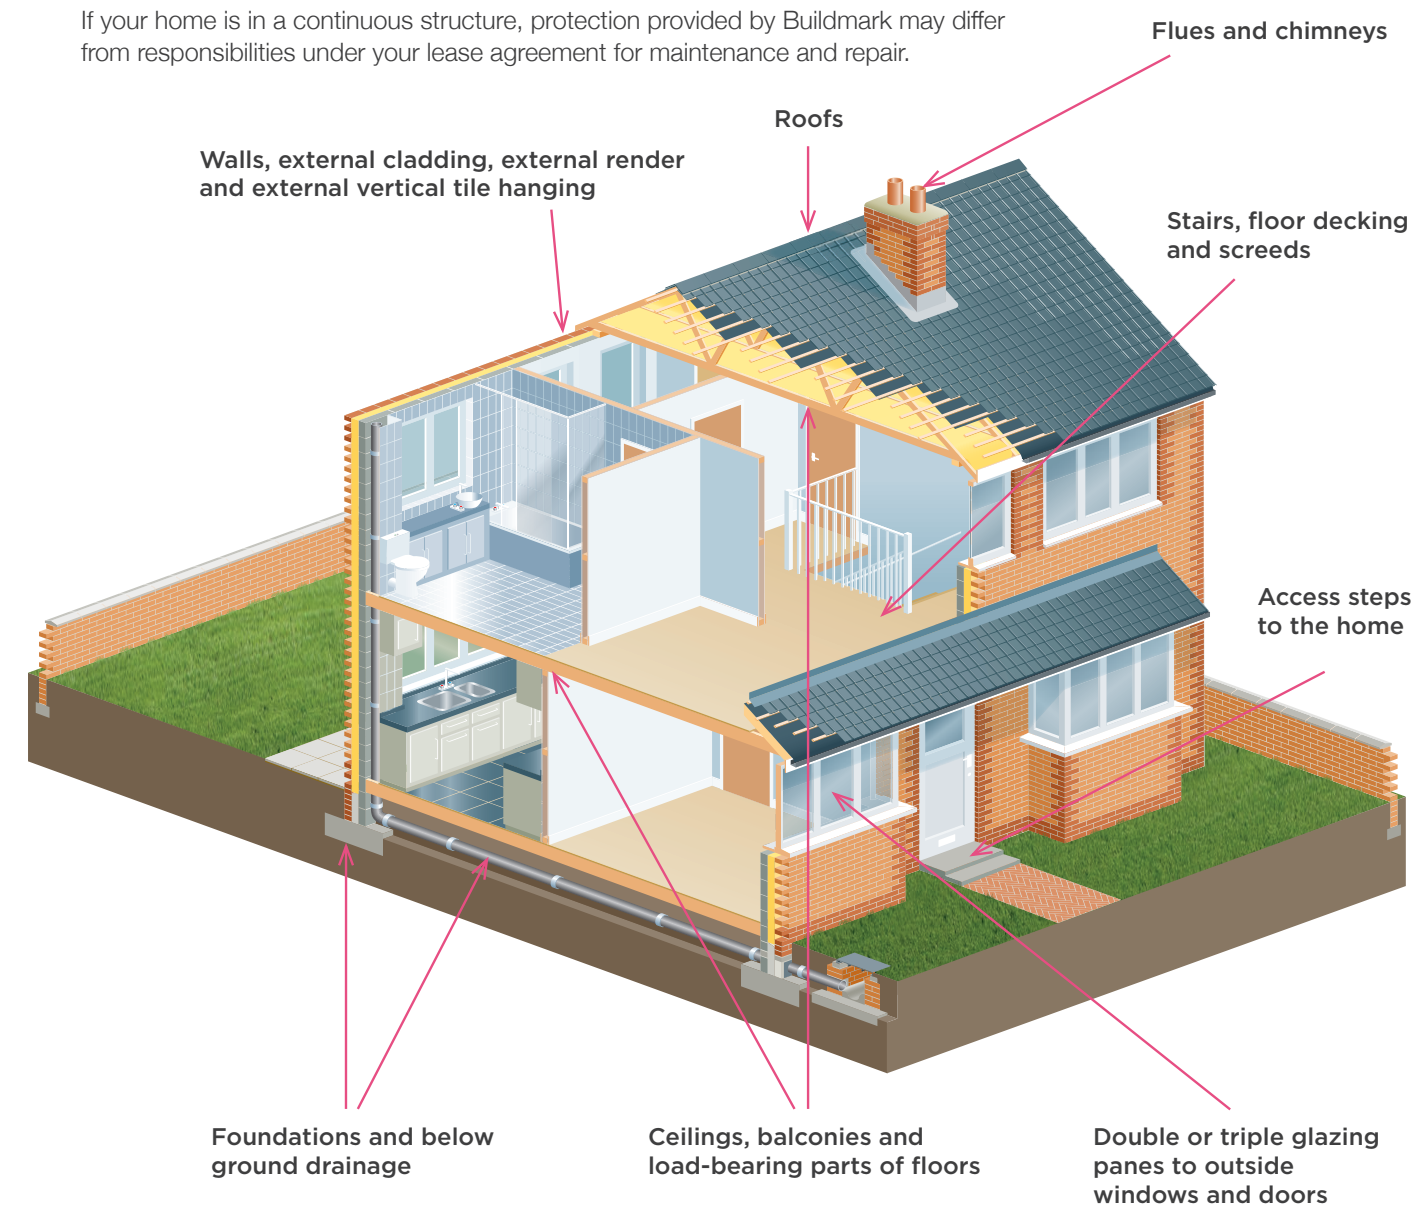 If your home is in a continuous structure, protection provided by Buildmark may differ
from responsibilities under your lease agreement for maintenance and repair.
Flues and chimneys
Roofs
Walls, external cladding, external render
and external vertical tile hanging
Stairs, floor decking
and screeds
Access steps
to the home
Foundations and below
ground drainage
Ceilings, balconies and
load-bearing parts of floors
Double or triple glazing
panes to outside
windows and doors